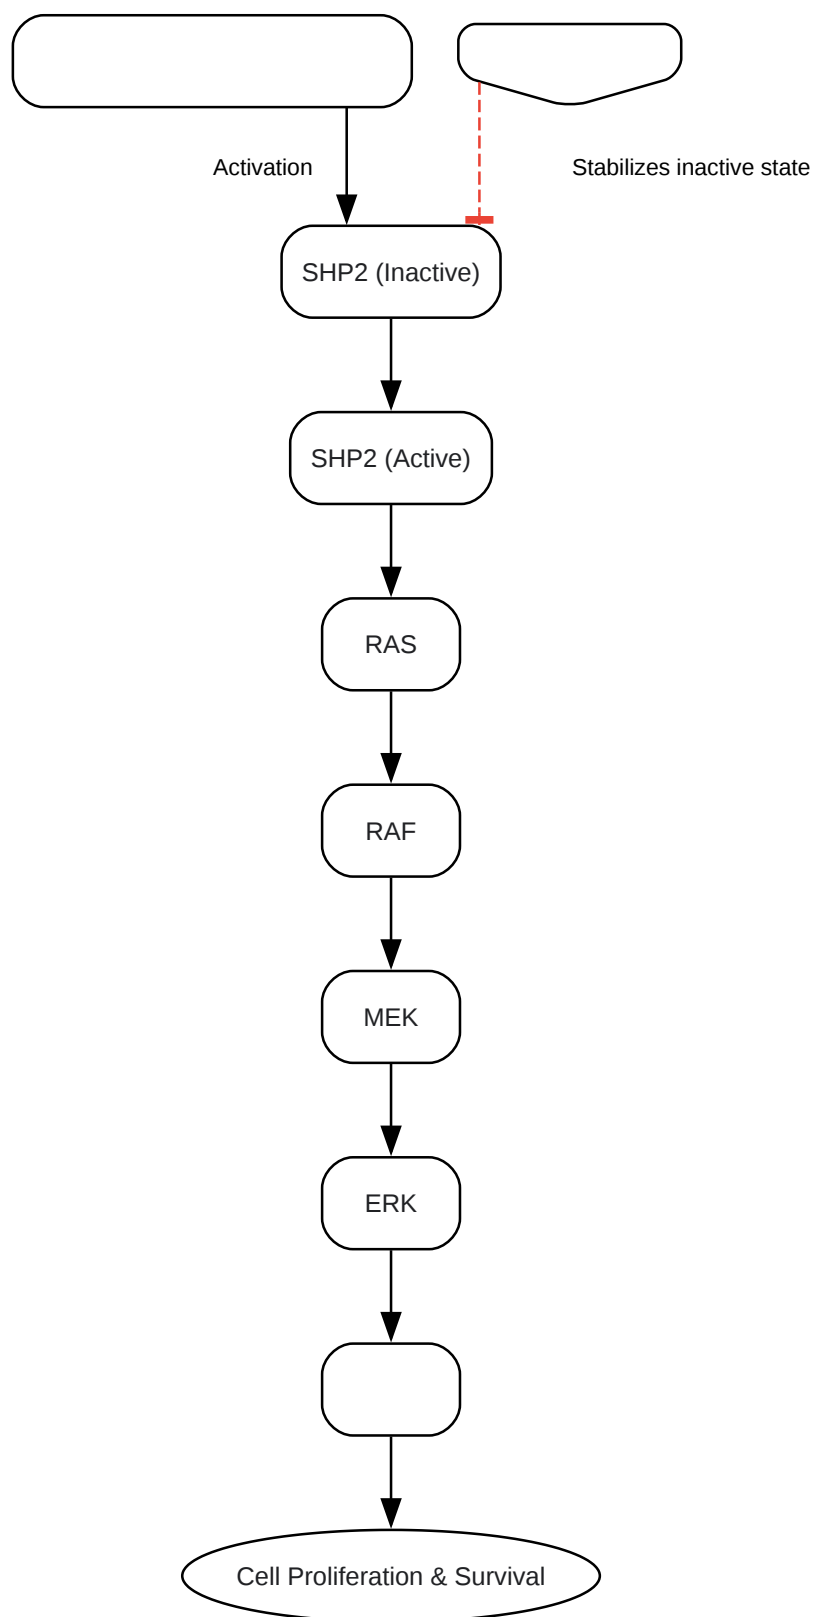 Activation
Stabilizes inactive state
SHP2 (Inactive)
SHP2 (Active)
RAS
RAF
MEK
ERK
Cell Proliferation & Survival